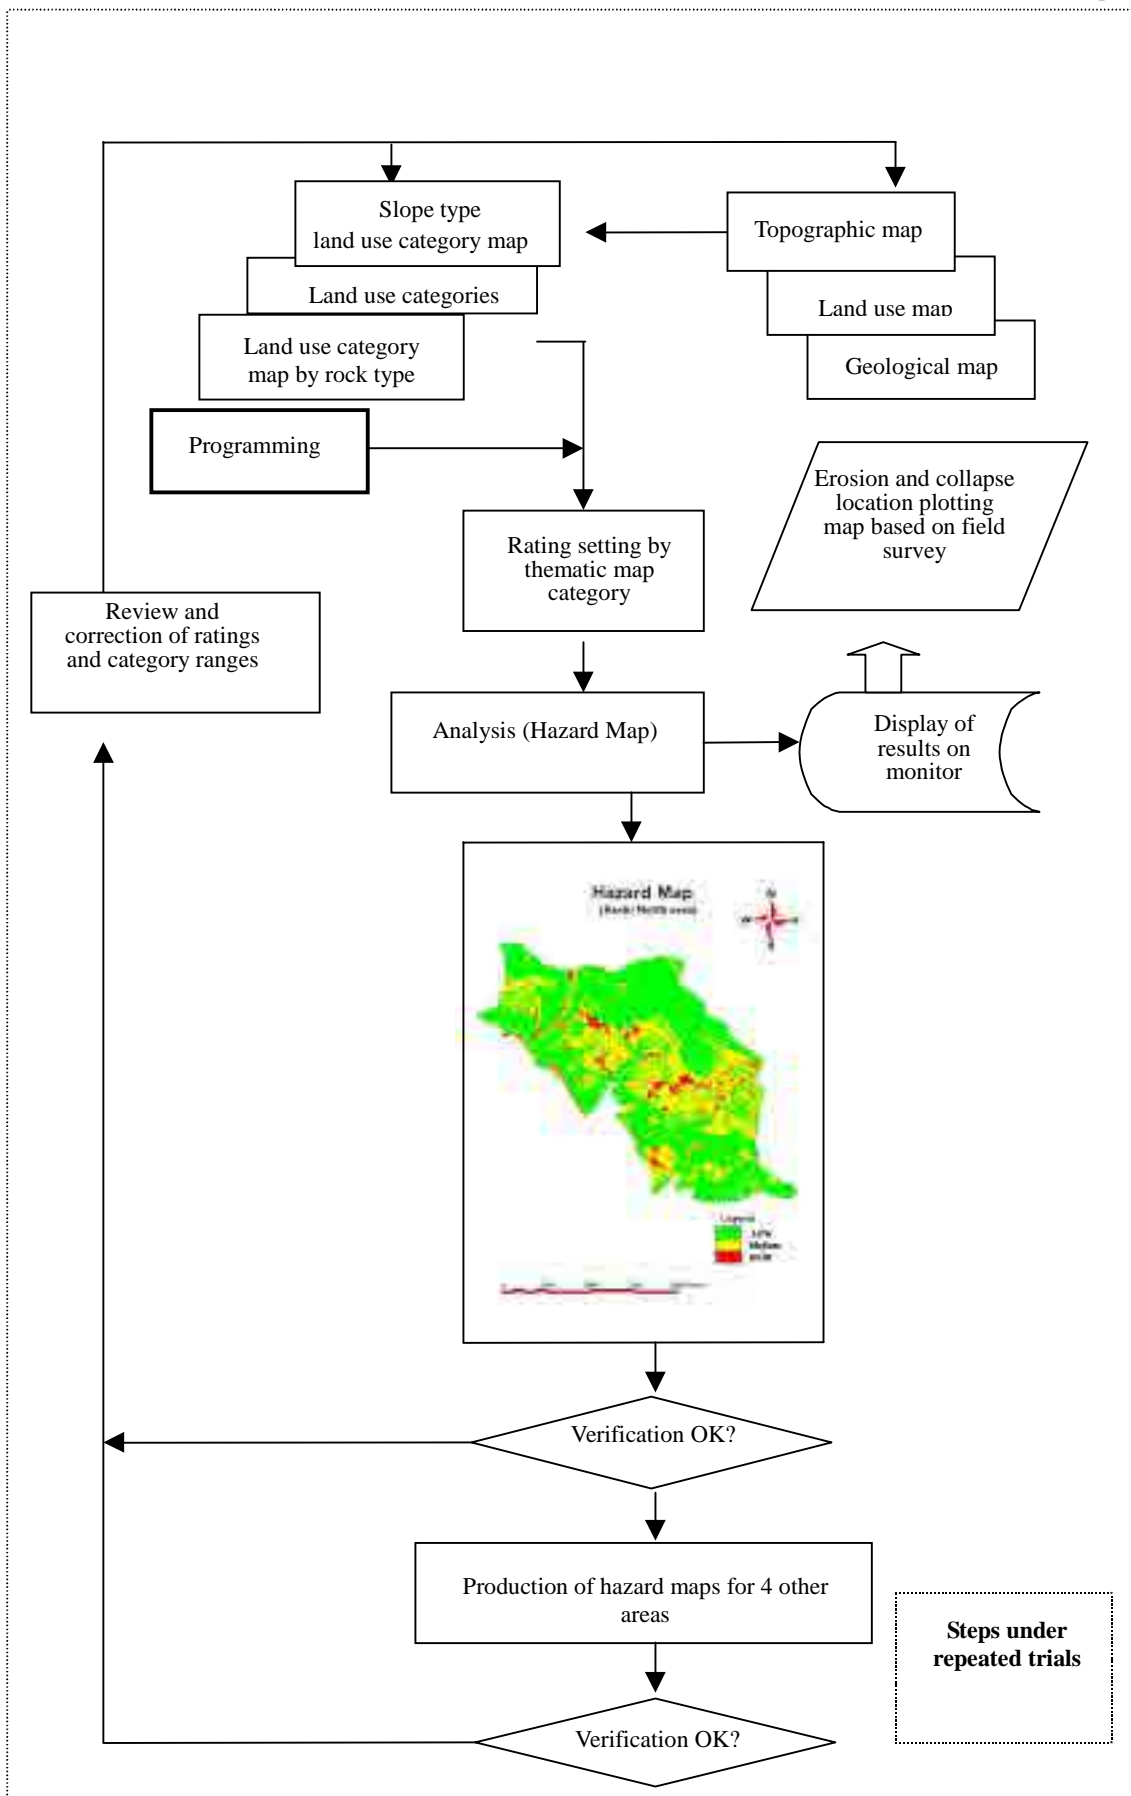 Slope type
land use category map
Topographic map
Land use categories
Land use map
Land use category
map by rock type
Geological map
Programming
Erosion and collapse
location plotting
map based on field
survey
Rating setting by
thematic map
category
Review and
correction of ratings
and category ranges
Analysis (Hazard Map)
Display of
results on
monitor
Hazard Map
N
Verification OK?
Production of hazard maps for 4 other
areas
Steps under
repeated trials
Verification OK?